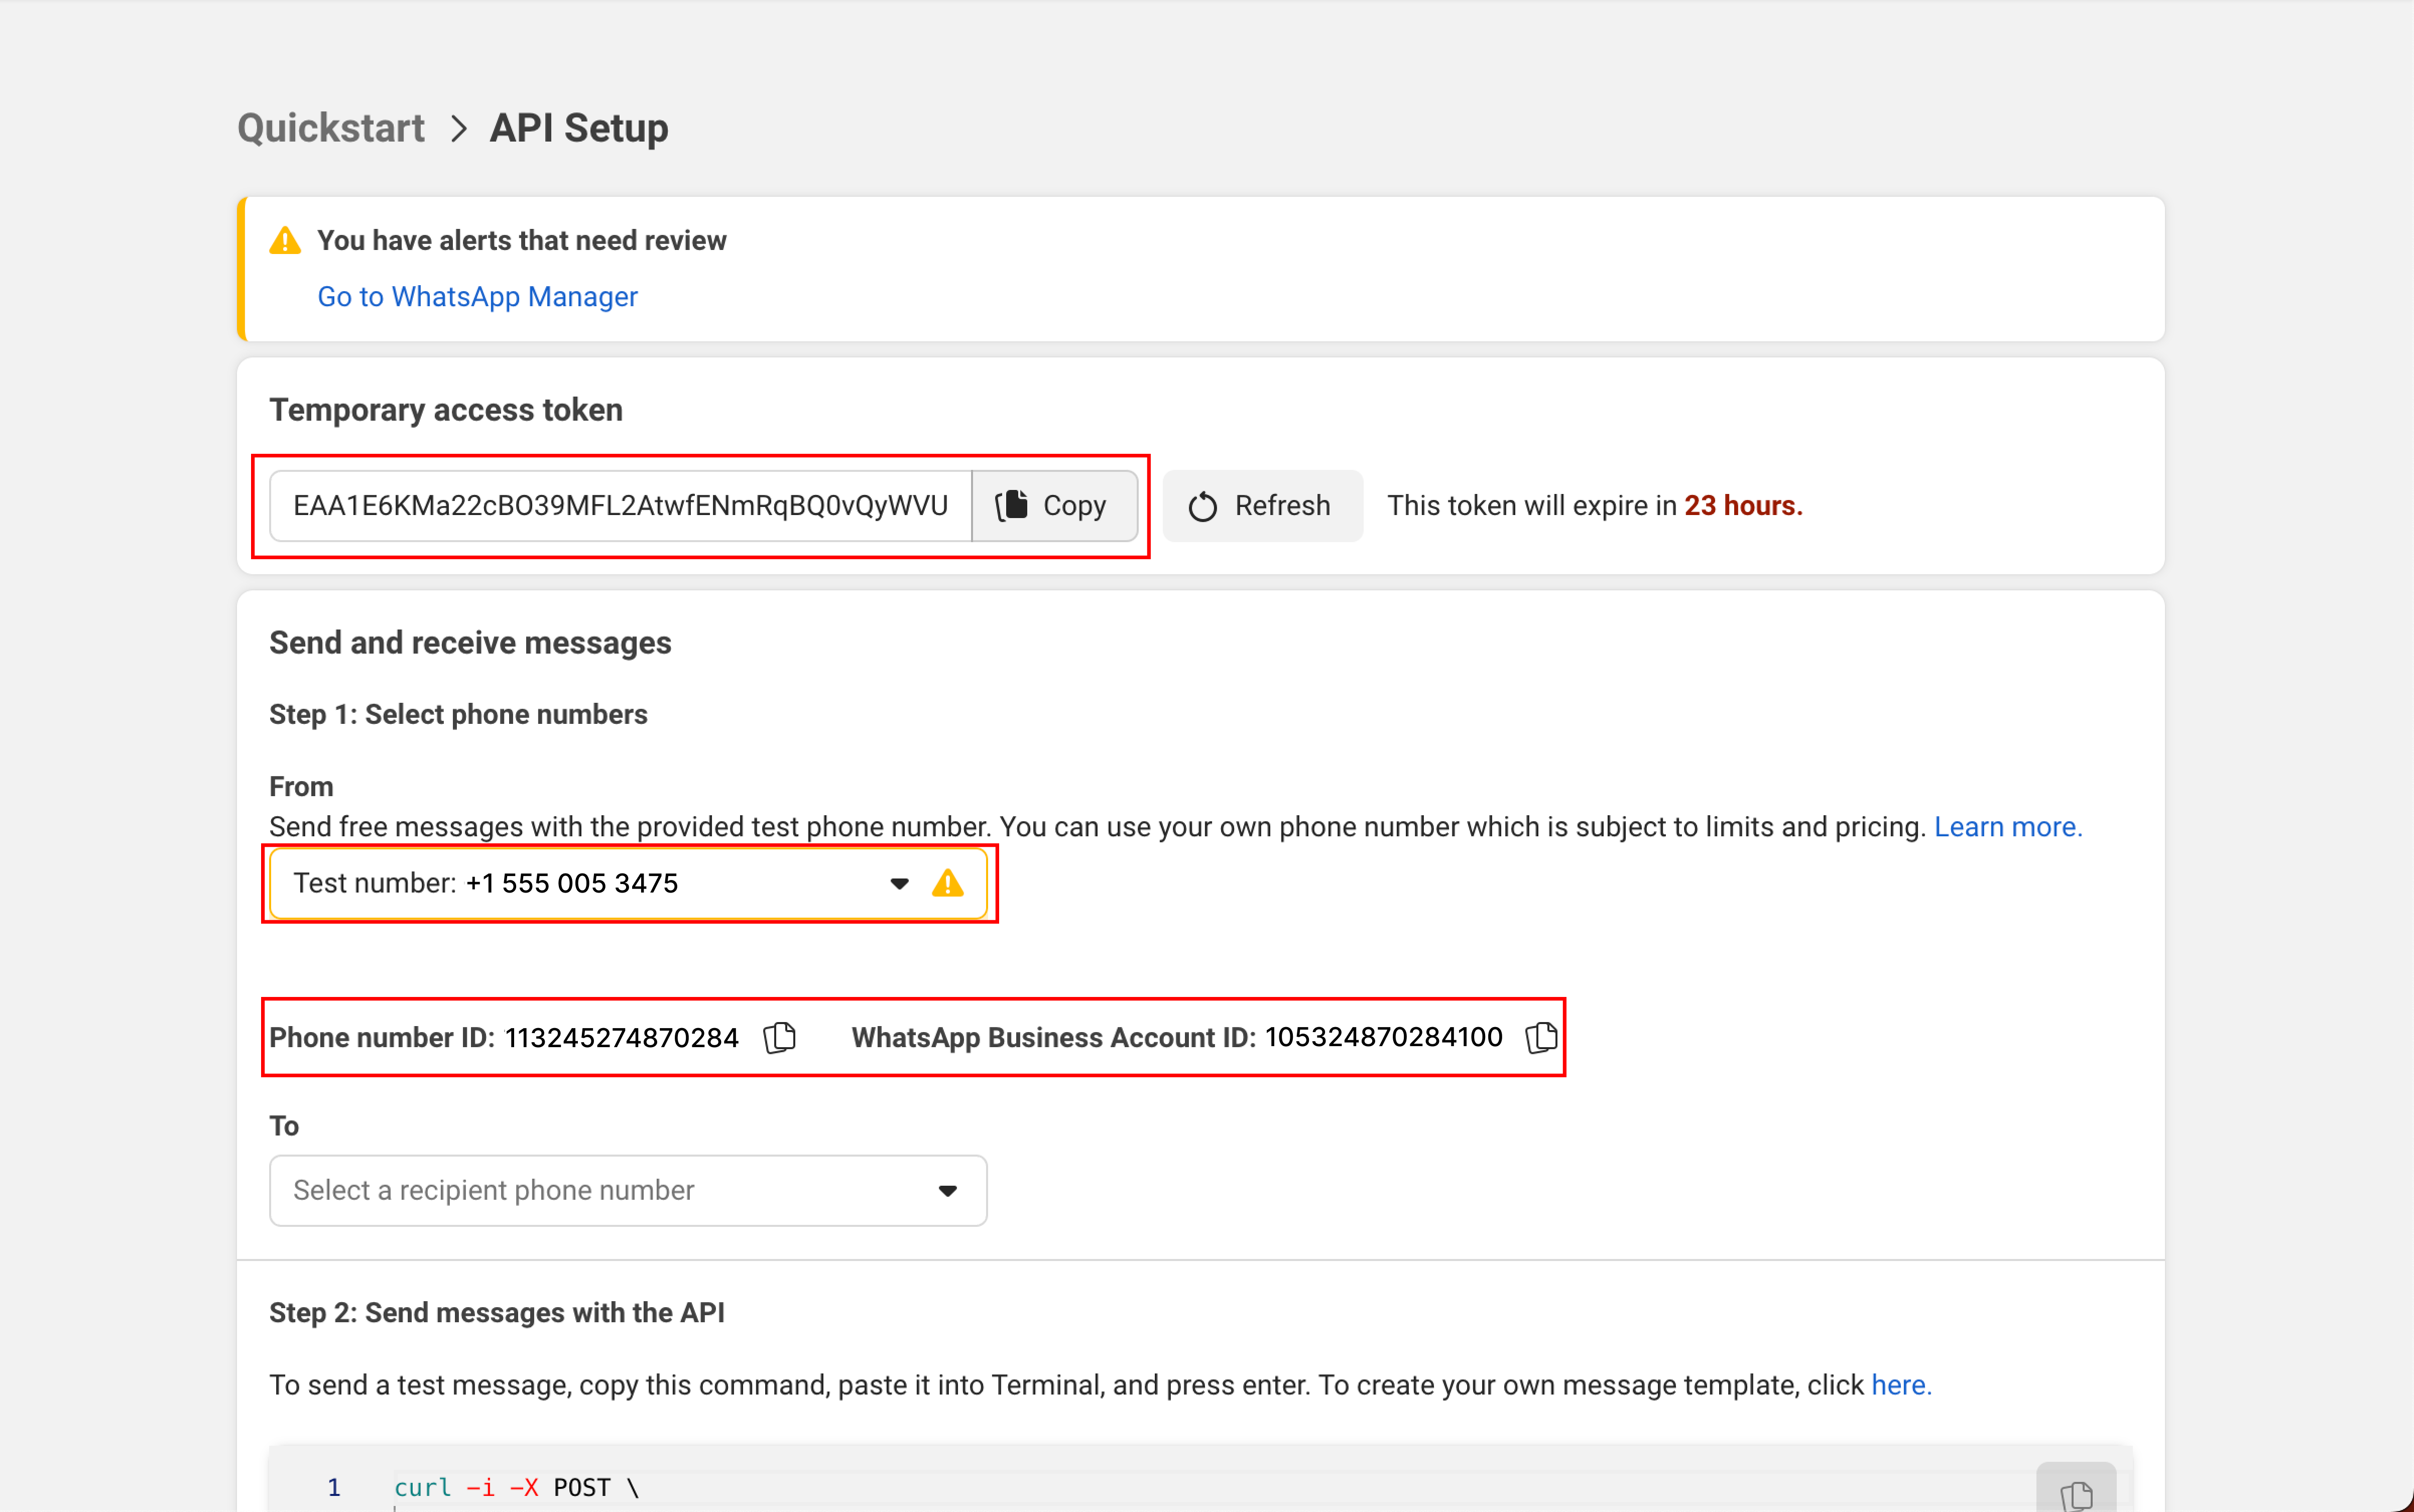 Quickstart > API Setup
You have alerts that need review
Go to WhatsApp Manager
Temporary access token
EAA1E6KMa22cBO39MFL2AtwfENmRqBQ0vQyWVU Copy Refresh This token will expire in 23 hours.
Send and receive messages
Step 1: Select phone numbers
From
Send free messages with the provided test phone number. You can use your own phone number which is subject to limits and pricing. Learn more.
Test number: +1 555 005 3475
Phone number ID: 113245274870284 WhatsApp Business Account ID: 105324870284100
To
Select a recipient phone number
Step 2: Send messages with the API
To send a test message, copy this command, paste it into Terminal, and press enter. To create your own message template, click here.
1 curl -i -X POST \